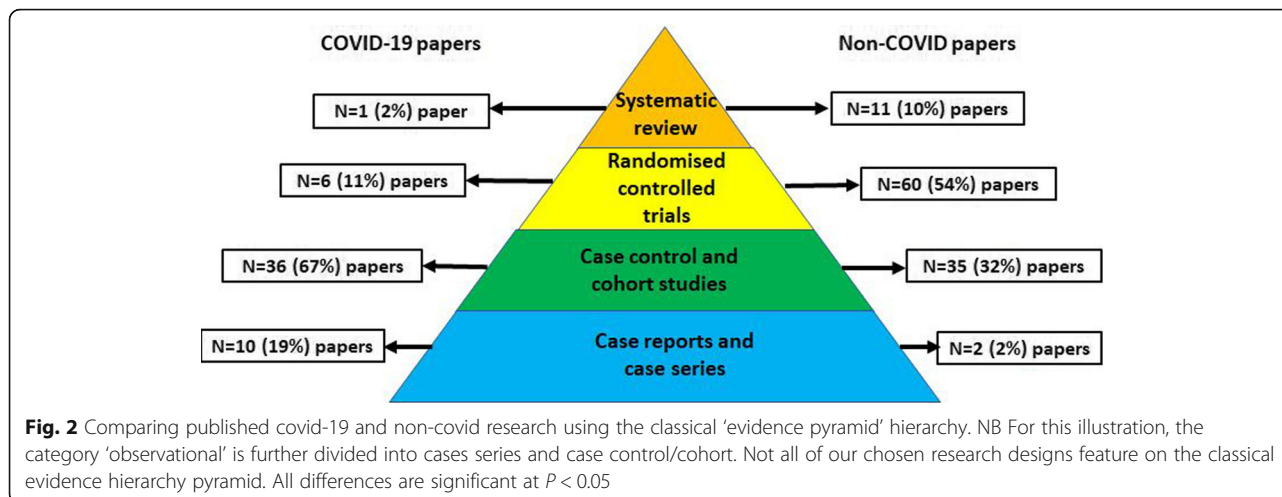 COVID-19 papers
Non-COVID papers
N=1 (2%) paper
Systematic
review
N=11 (10%) papers
N=6 (11%) papers
Randomised
controlled
trials
N=60 (54%) papers
N=36 (67%) papers
Case control and
cohort studies
N=35 (32%) papers
N=10 (19%) papers
Case reports and
case series
N=2 (2%) papers
Fig. 2 Comparing published covid-19 and non-covid research using the classical ‘evidence pyramid’ hierarchy. NB For this illustration, the
category ‘observational’ is further divided into cases series and case control/cohort. Not all of our chosen research designs feature on the classical
evidence hierarchy pyramid. All differences are significant at P < 0.05